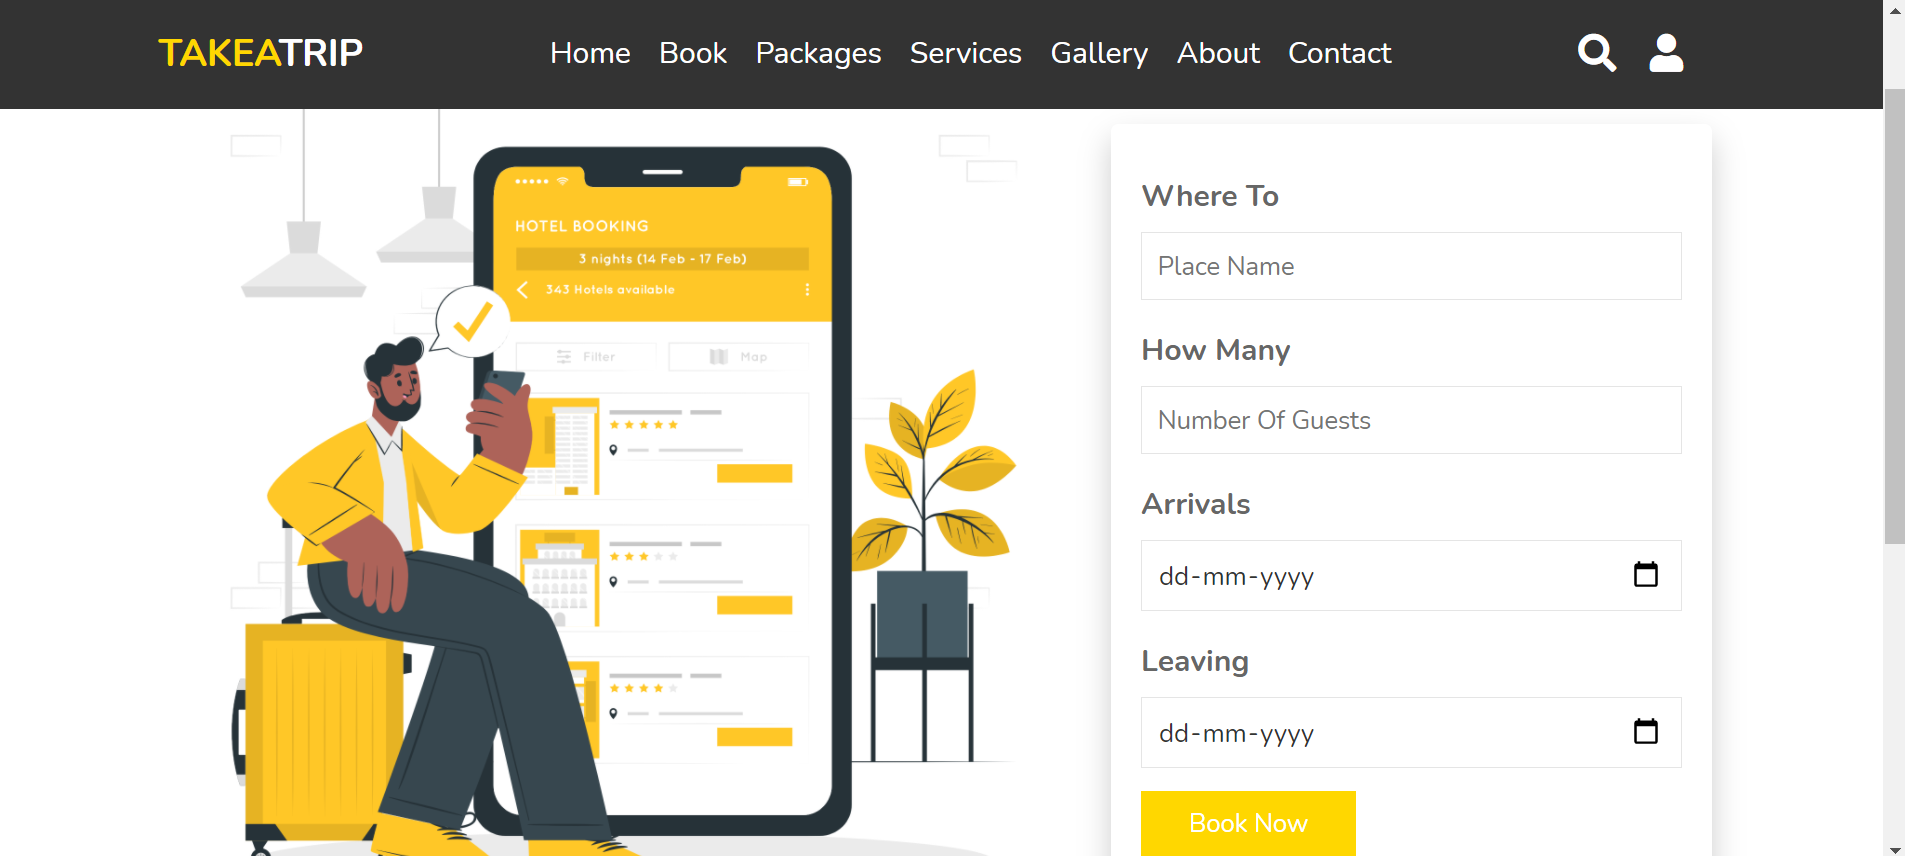 TAKEATRIP
Home Book Packages Services Gallery About Contact
HOTEL BOOKING
3 nights (14 Feb - 17 Feb)
343 Hotels available
Filter Map
Where To
Place Name
How Many
Number Of Guests
Arrivals
dd-mm-yyyy
Leaving
dd-mm-yyyy
Book Now